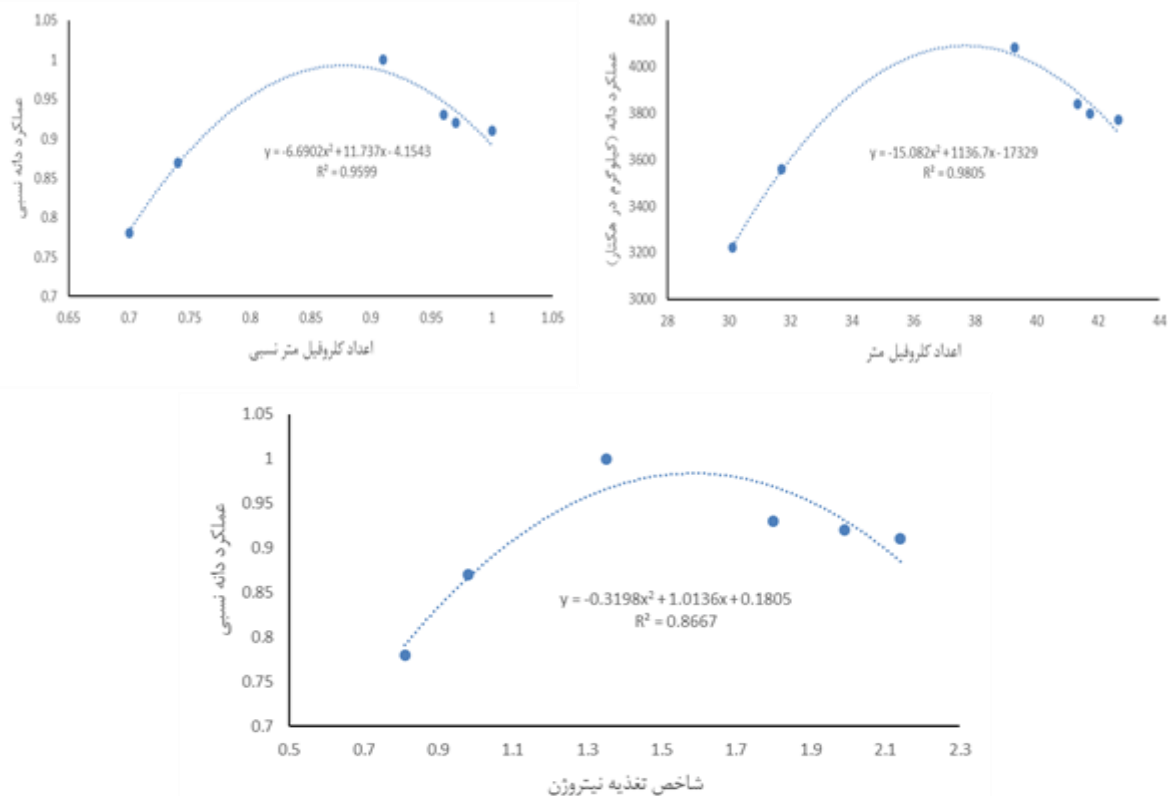 1.05
1
0.95
0.9
0.85
0.8
0.75
0.7
عملکرد دانه نسبی
y = -6.6902x² + 11.737x - 4.1543
R² = 0.9599
0.65 0.7 0.75 0.8 0.85 0.9 0.95 1 1.05
اعداد کلروفیل متر نسبی
4200
4000
3800
3600
3400
3200
3000
عملکرد دانه (کیلوگرم در هکتار)
y = -15.082x² + 1136.7x - 17329
R² = 0.9805
28 30 32 34 36 38 40 42 44
اعداد کلروفیل متر
1.05
1
0.95
0.9
0.85
0.8
0.75
0.7
عملکرد دانه نسبی
y = -0.3198x² + 1.0136x + 0.1805
R² = 0.8667
0.5 0.7 0.9 1.1 1.3 1.5 1.7 1.9 2.1 2.3
شاخص تغذیه نیتروژن